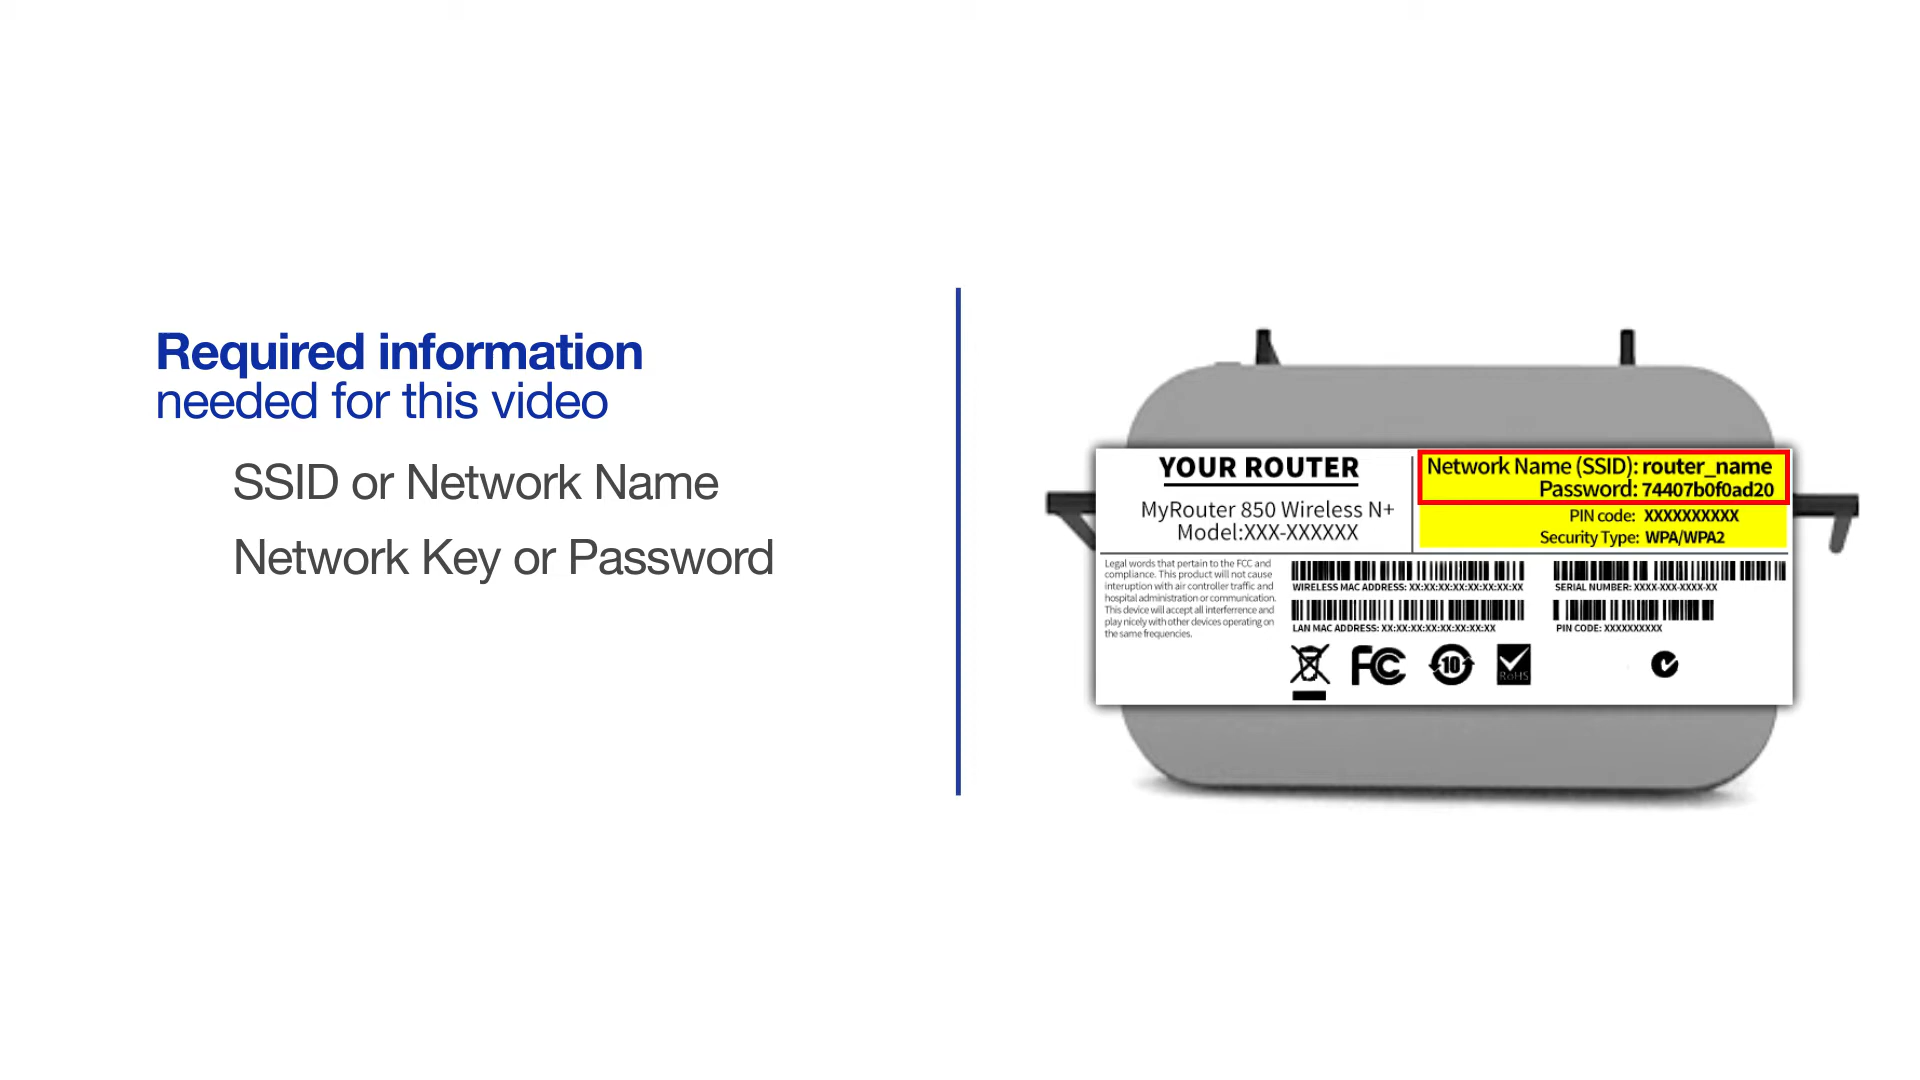 Required information
needed for this video
SSID or Network Name
Network Key or Password
YOUR ROUTER
MyRouter 850 Wireless N+
Model:XXX-XXXXXX
Network Name (SSID): router_name
Password: 74407b0f0ad20
PIN code: XXXXXXXXXX
Security Type: WPA/WPA2
Legal words that pertain to the FCC and
compliance. This product will not cause
interuption with air controller traffic and
hospital administration or communication.
This device will accept all interferrence and
play nicely with other devices operating on
the same frequencies.
WIRELESS MAC ADDRESS: XX:XX:XX:XX:XX:XX:XX:XX
LAN MAC ADDRESS: XX:XX:XX:XX:XX:XX:XX:XX
SERIAL NUMBER: XXXX-XXX-XXXX-XX
PIN CODE: XXXXXXXXXX
FC
10
RoHS